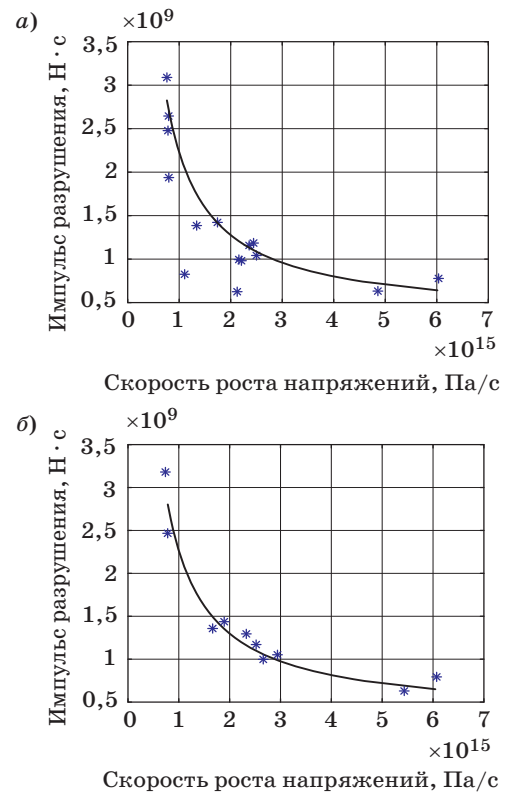 а)
×10⁹
Импульс разрушения, Н · с
3,5
3
2,5
2
1,5
1
0,5
0 1 2 3 4 5 6 7
×10¹⁵
Скорость роста напряжений, Па/с
б)
×10⁹
Импульс разрушения, Н · с
3,5
3
2,5
2
1,5
1
0,5
0 1 2 3 4 5 6 7
×10¹⁵
Скорость роста напряжений, Па/с